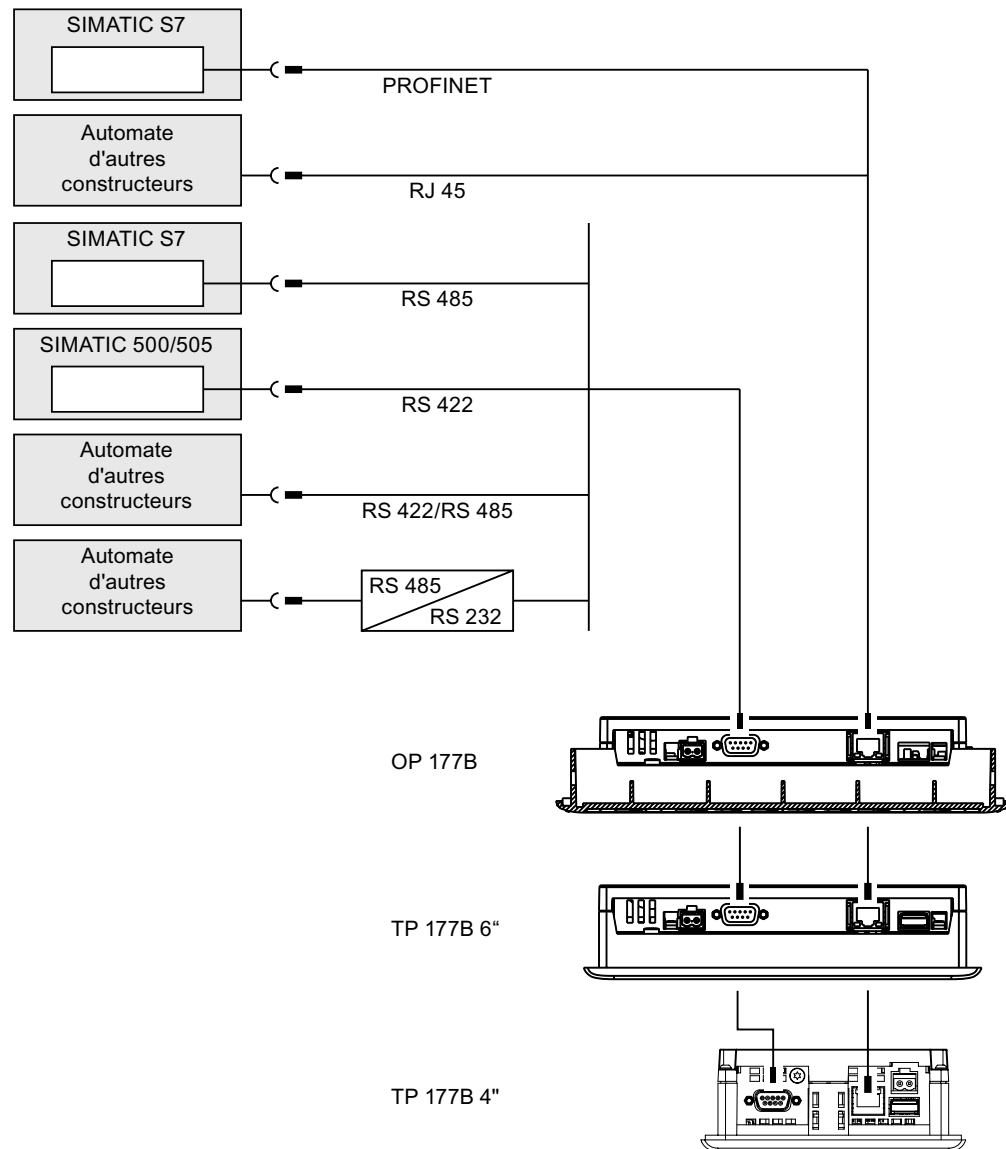 SIMATIC S7
PROFINET
Automate
d'autres
constructeurs
RJ 45
SIMATIC S7
RS 485
SIMATIC 500/505
RS 422
Automate
d'autres
constructeurs
RS 422/RS 485
Automate
d'autres
constructeurs
RS 485
RS 232
OP 177B
TP 177B 6“
TP 177B 4"